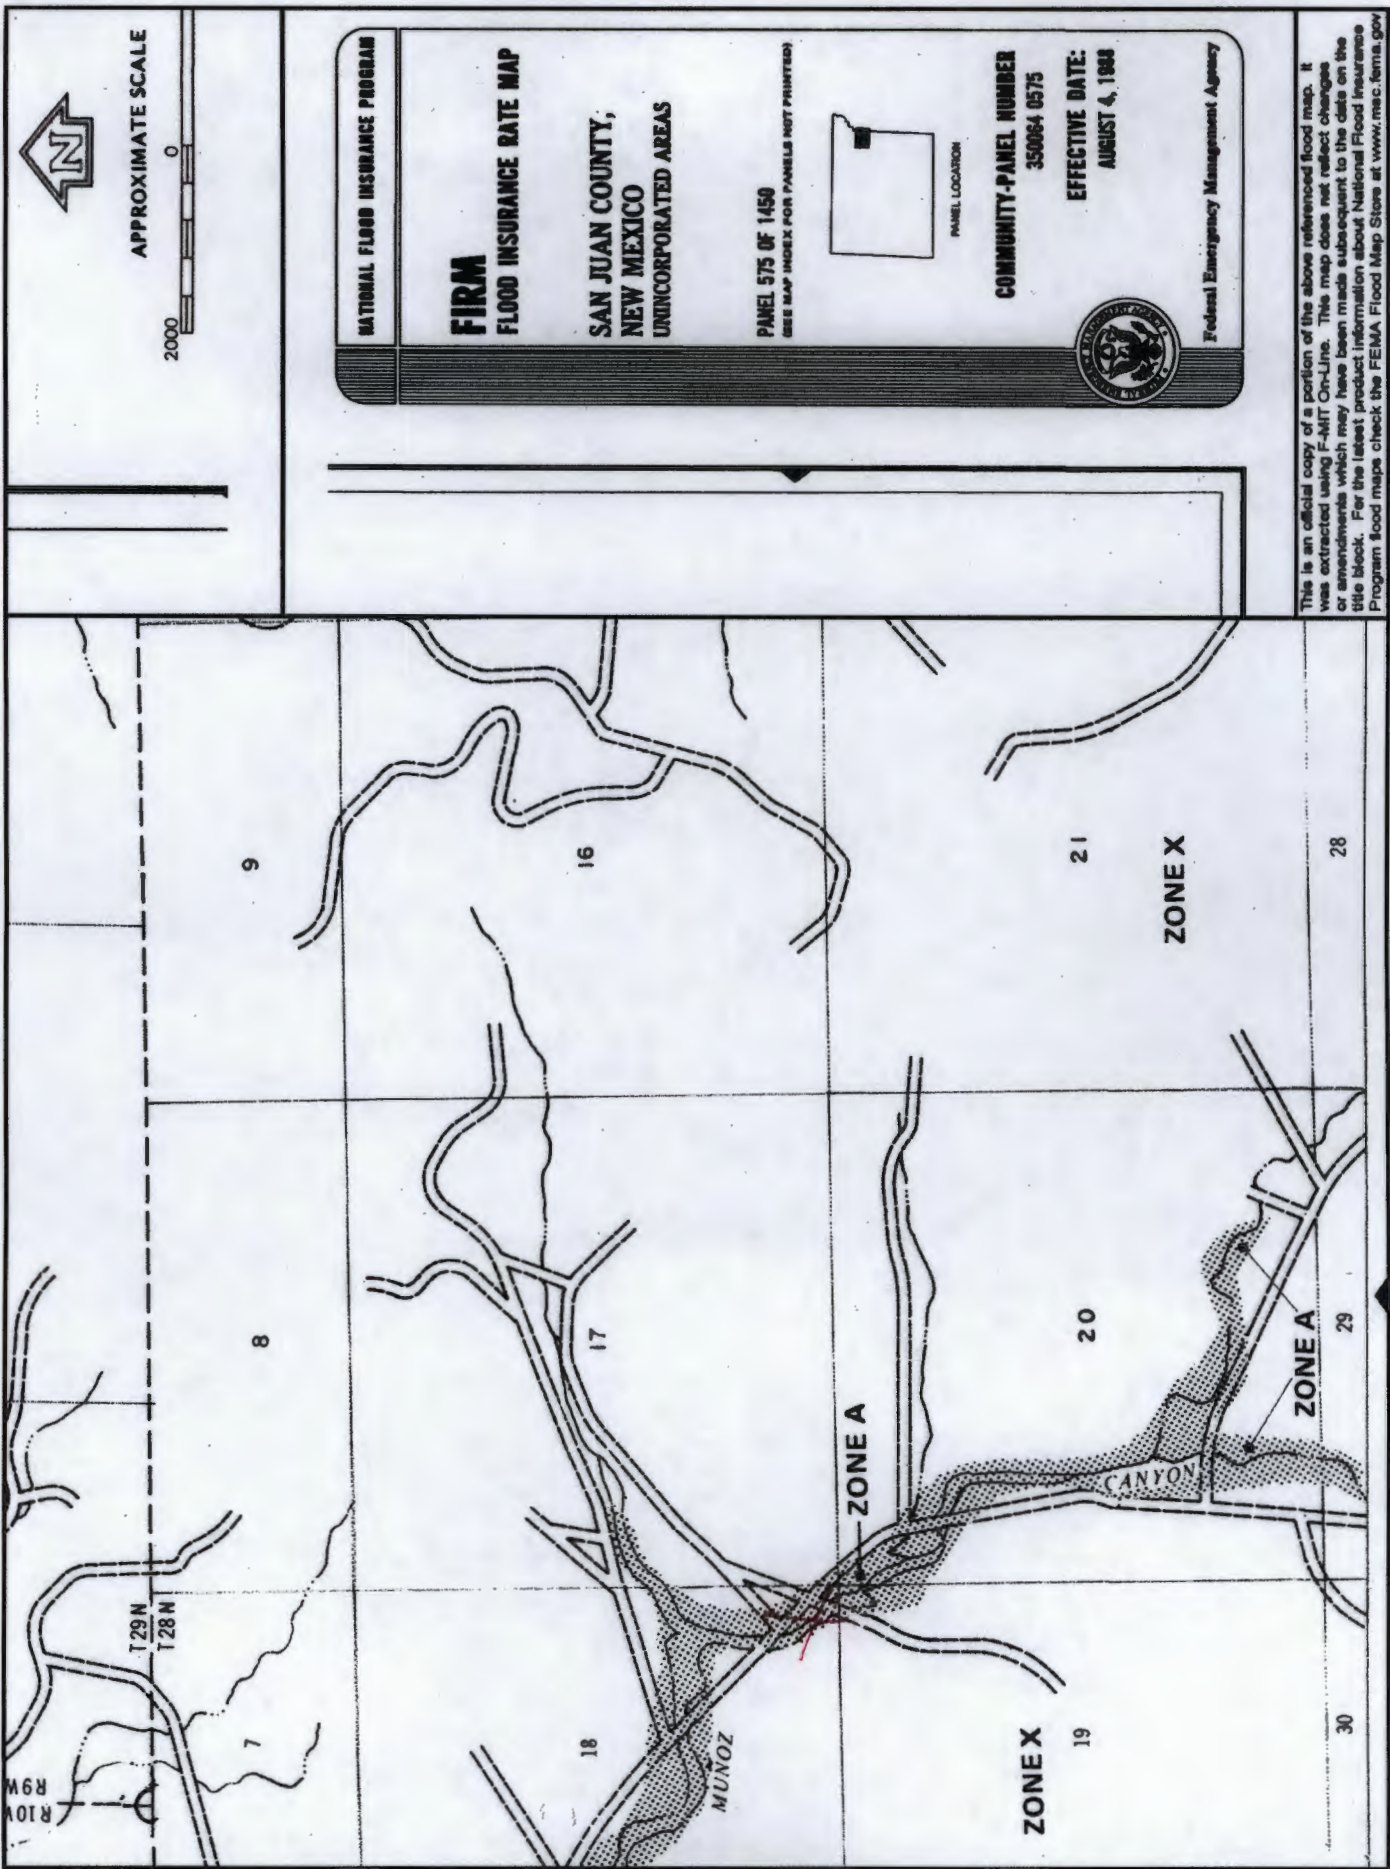 APPROXIMATE SCALE
2000
0
N
NATIONAL FLOOD INSURANCE PROGRAM
FIRM
FLOOD INSURANCE RATE MAP
SAN JUAN COUNTY,
NEW MEXICO
UNINCORPORATED AREAS
PANEL 575 OF 1450
(SEE MAP INDEX FOR PANELS NOT PRINTED)
PANEL LOCATION
COMMUNITY-PANEL NUMBER
350064 0575
EFFECTIVE DATE:
AUGUST 4, 1988
Federal Emergency Management Agency
This is an official copy of a portion of the above referenced flood map. It
was extracted using F-MIT On-Line. This map does not reflect changes
or amendments which may have been made subsequent to the date on the
title block. For the latest product information about National Flood Insurance
Program flood maps check the FEMA Flood Map Store at www.msc.fema.gov
R10W
R9W
T29N
T28N
7
8
9
18
17
16
MUNOZ
ZONE A
ZONE X
19
20
21
ZONE X
CANYON
ZONE A
30
29
28